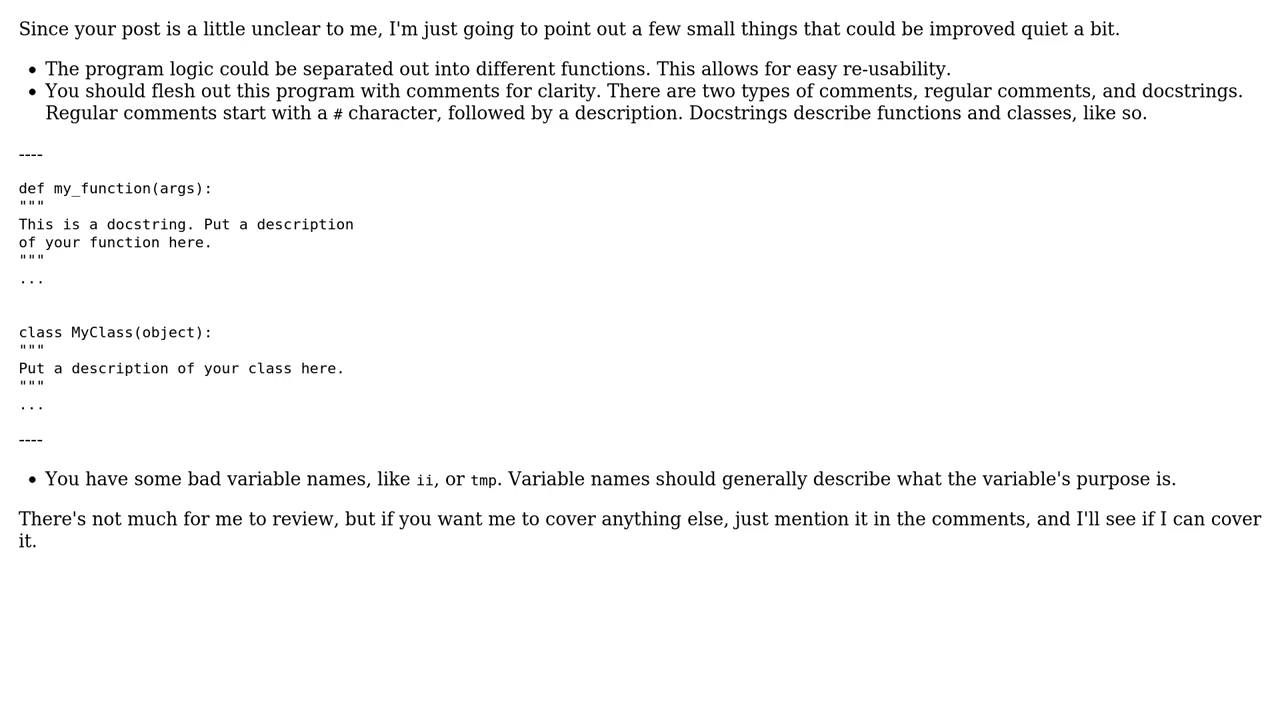 Since your post is a little unclear to me, I'm just going to point out a few small things that could be improved quiet a bit.
• The program logic could be separated out into different functions. This allows for easy re-usability.
• You should flesh out this program with comments for clarity. There are two types of comments, regular comments, and docstrings.
Regular comments start with a # character, followed by a description. Docstrings describe functions and classes, like so.
----
def my_function(args):
"""
This is a docstring. Put a description
of your function here.
"""
...
class MyClass(object):
"""
Put a description of your class here.
"""
...
----
• You have some bad variable names, like ii, or tmp. Variable names should generally describe what the variable's purpose is.
There's not much for me to review, but if you want me to cover anything else, just mention it in the comments, and I'll see if I can cover
it.